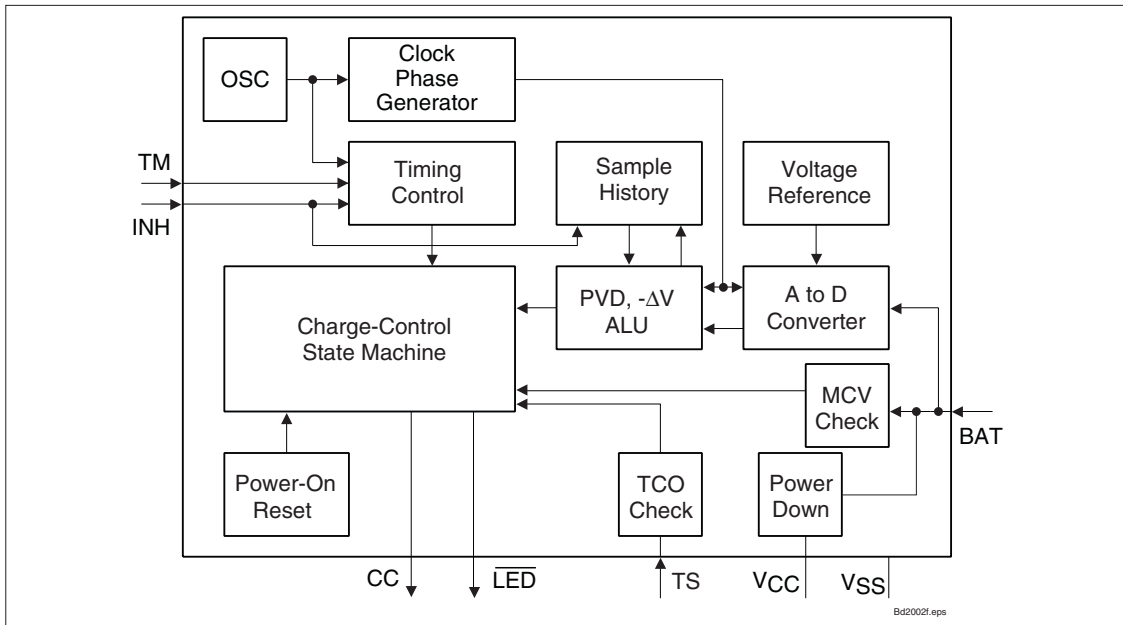 OSC
Clock
Phase
Generator
TM
INH
Timing
Control
Sample
History
Voltage
Reference
Charge-Control
State Machine
PVD, -ΔV
ALU
A to D
Converter
MCV
Check
BAT
Power-On
Reset
TCO
Check
Power
Down
CC
LED
TS
VCC
VSS
Bd2002f.eps